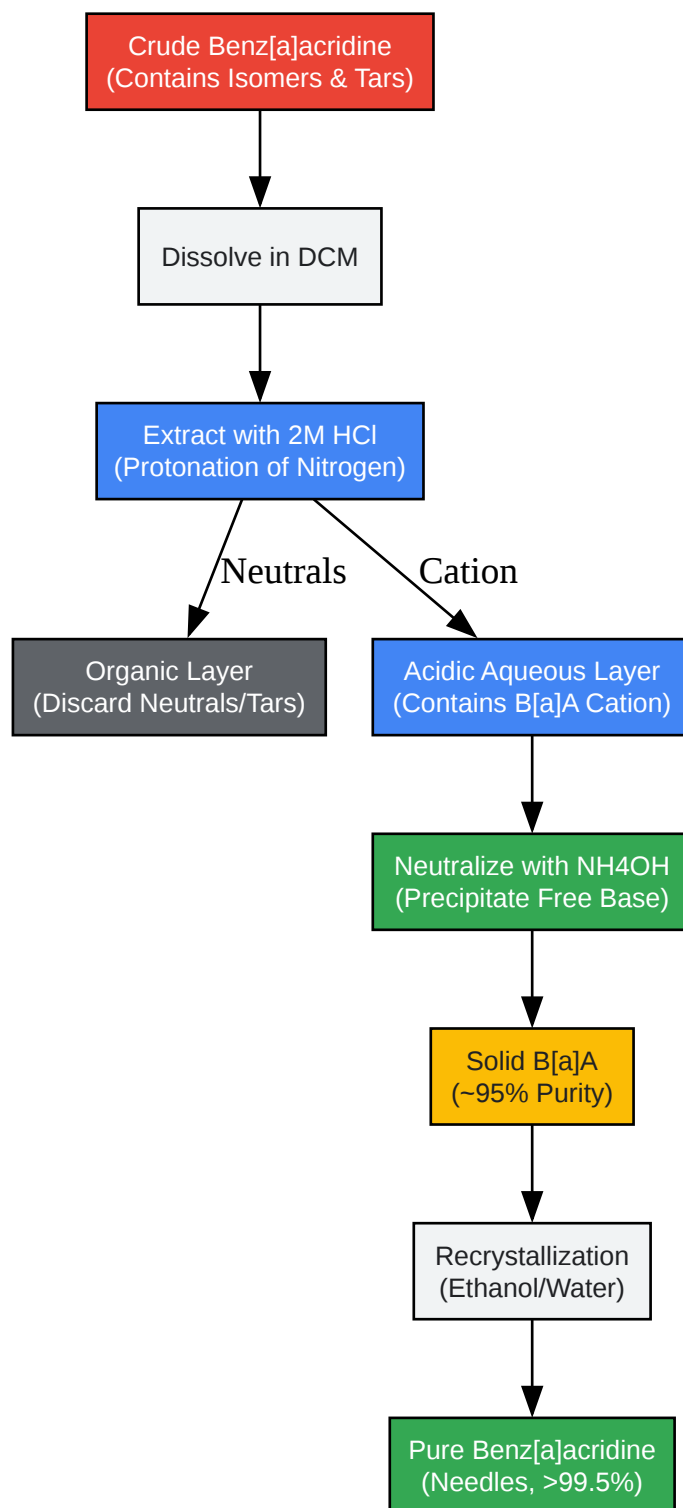 Crude Benz[a]acridine
(Contains Isomers & Tars)
Dissolve in DCM
Extract with 2M HCl
(Protonation of Nitrogen)
Neutrals
Cation
Organic Layer
(Discard Neutrals/Tars)
Acidic Aqueous Layer
(Contains B[a]A Cation)
Neutralize with NH4OH
(Precipitate Free Base)
Solid B[a]A
(~95% Purity)
Recrystallization
(Ethanol/Water)
Pure Benz[a]acridine
(Needles, >99.5%)